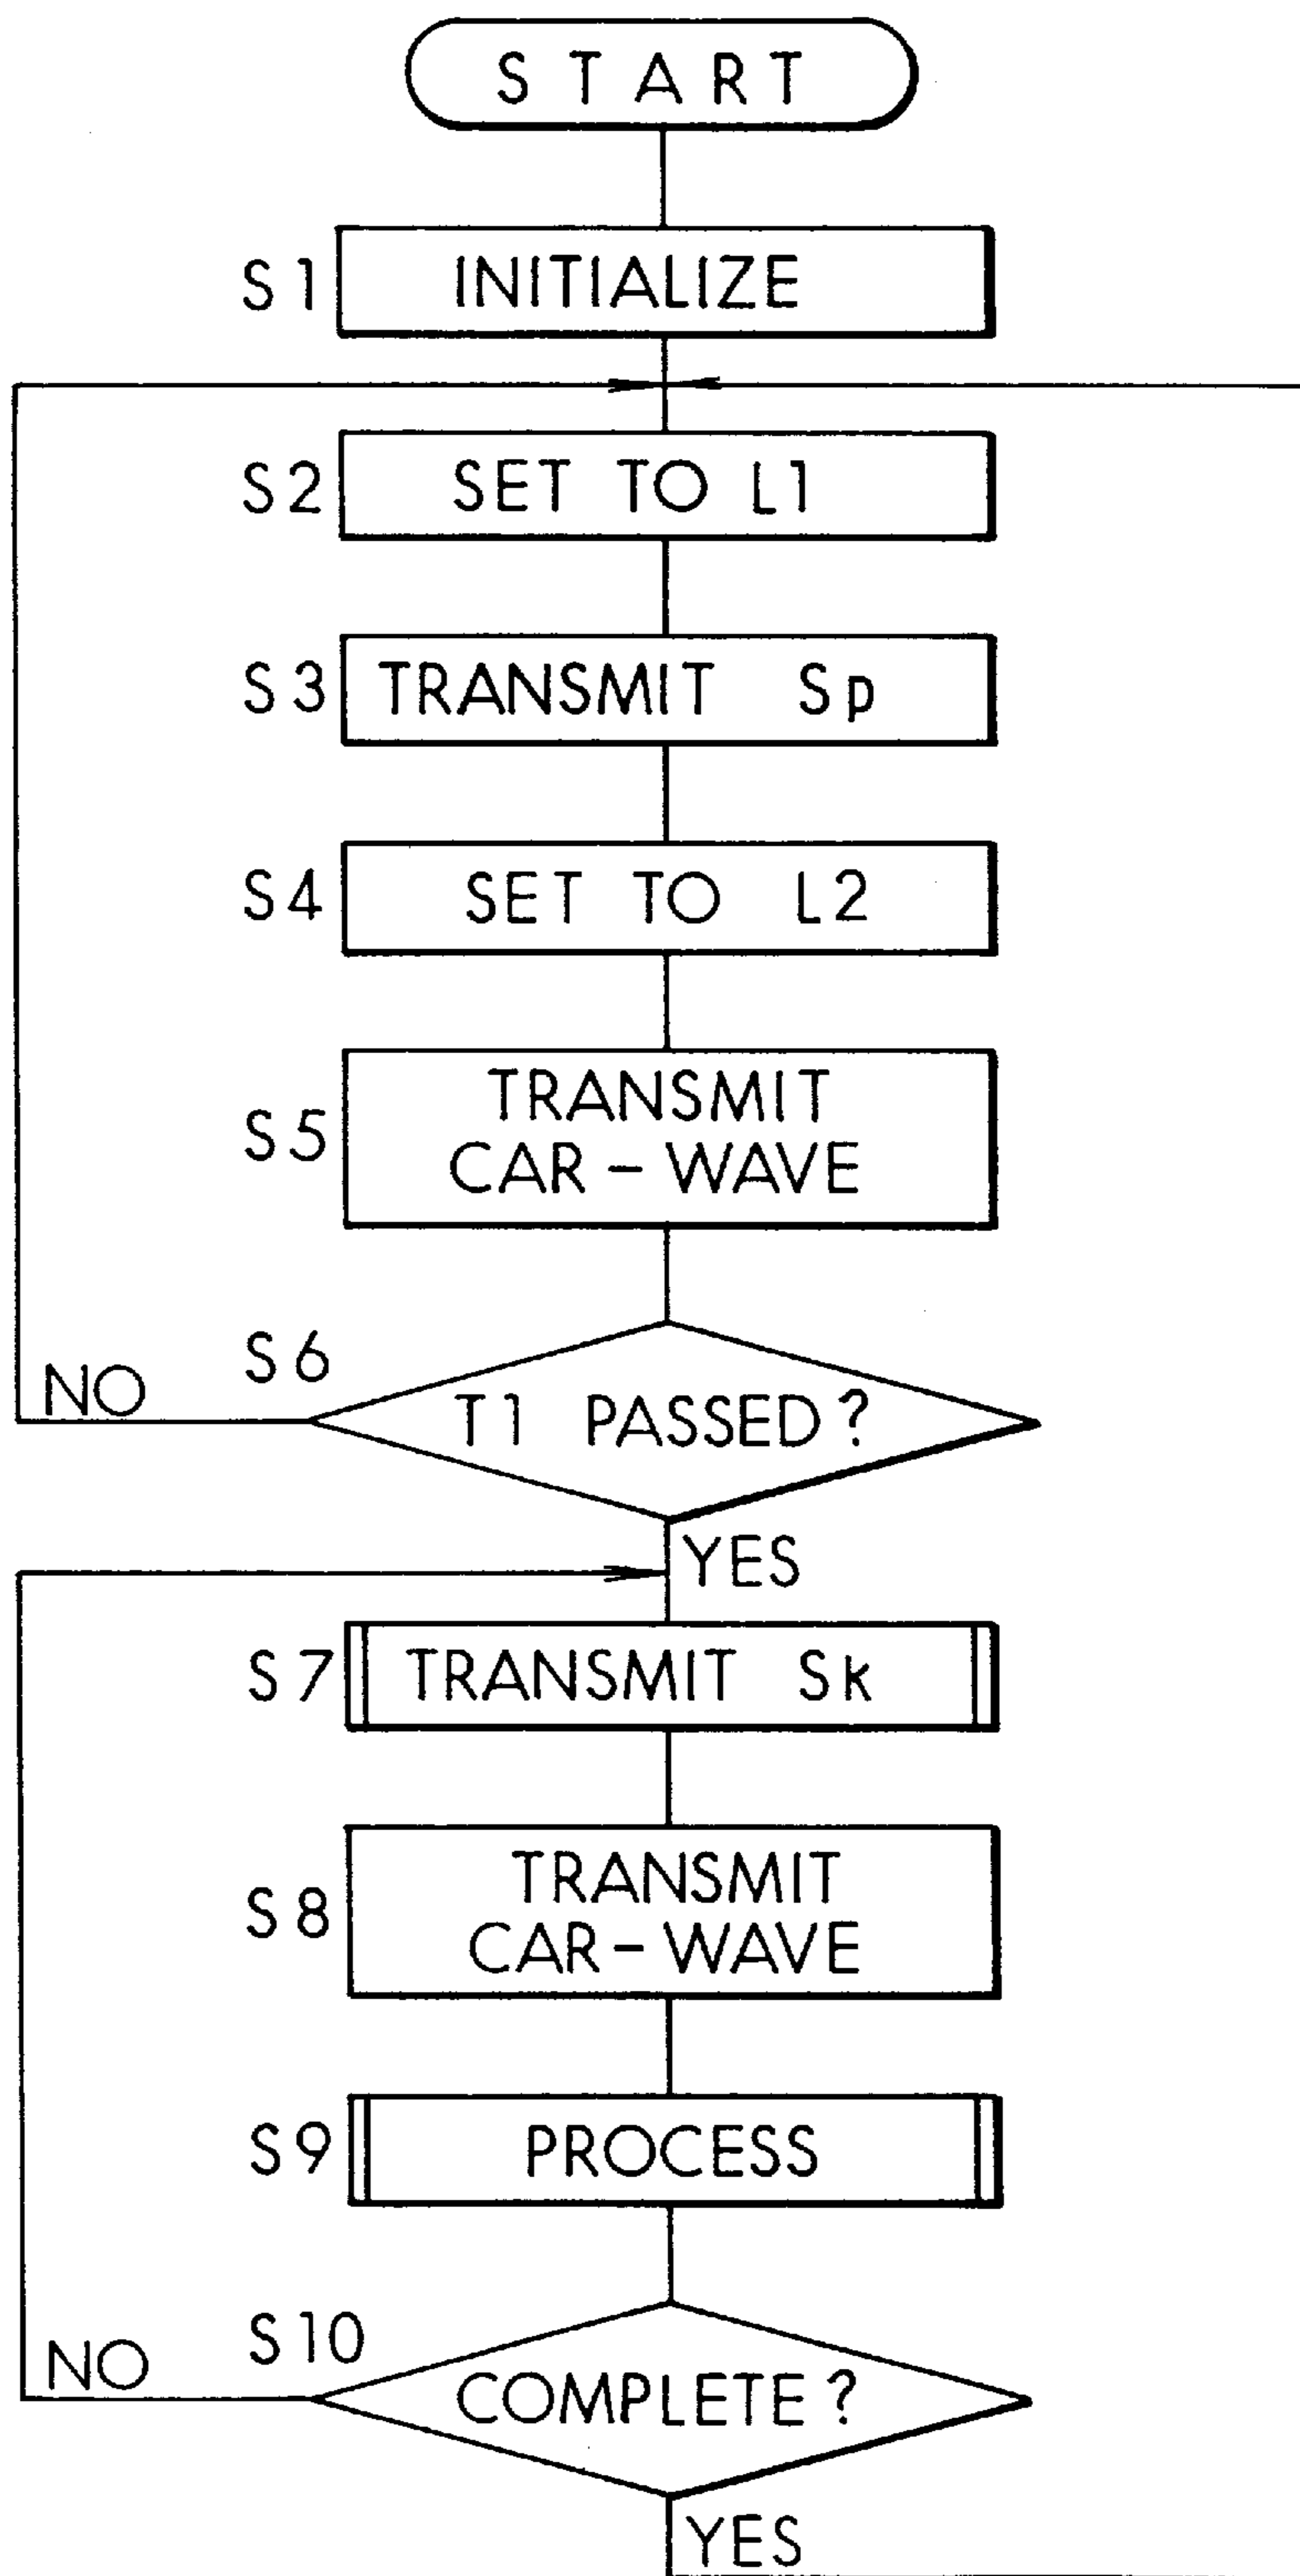 START
S1 INITIALIZE
S2 SET TO L1
S3 TRANSMIT Sp
S4 SET TO L2
S5 TRANSMIT
CAR-WAVE
S6 T1 PASSED?
NO
YES
S7 TRANSMIT Sk
S8 TRANSMIT
CAR-WAVE
S9 PROCESS
S10 COMPLETE?
NO
YES